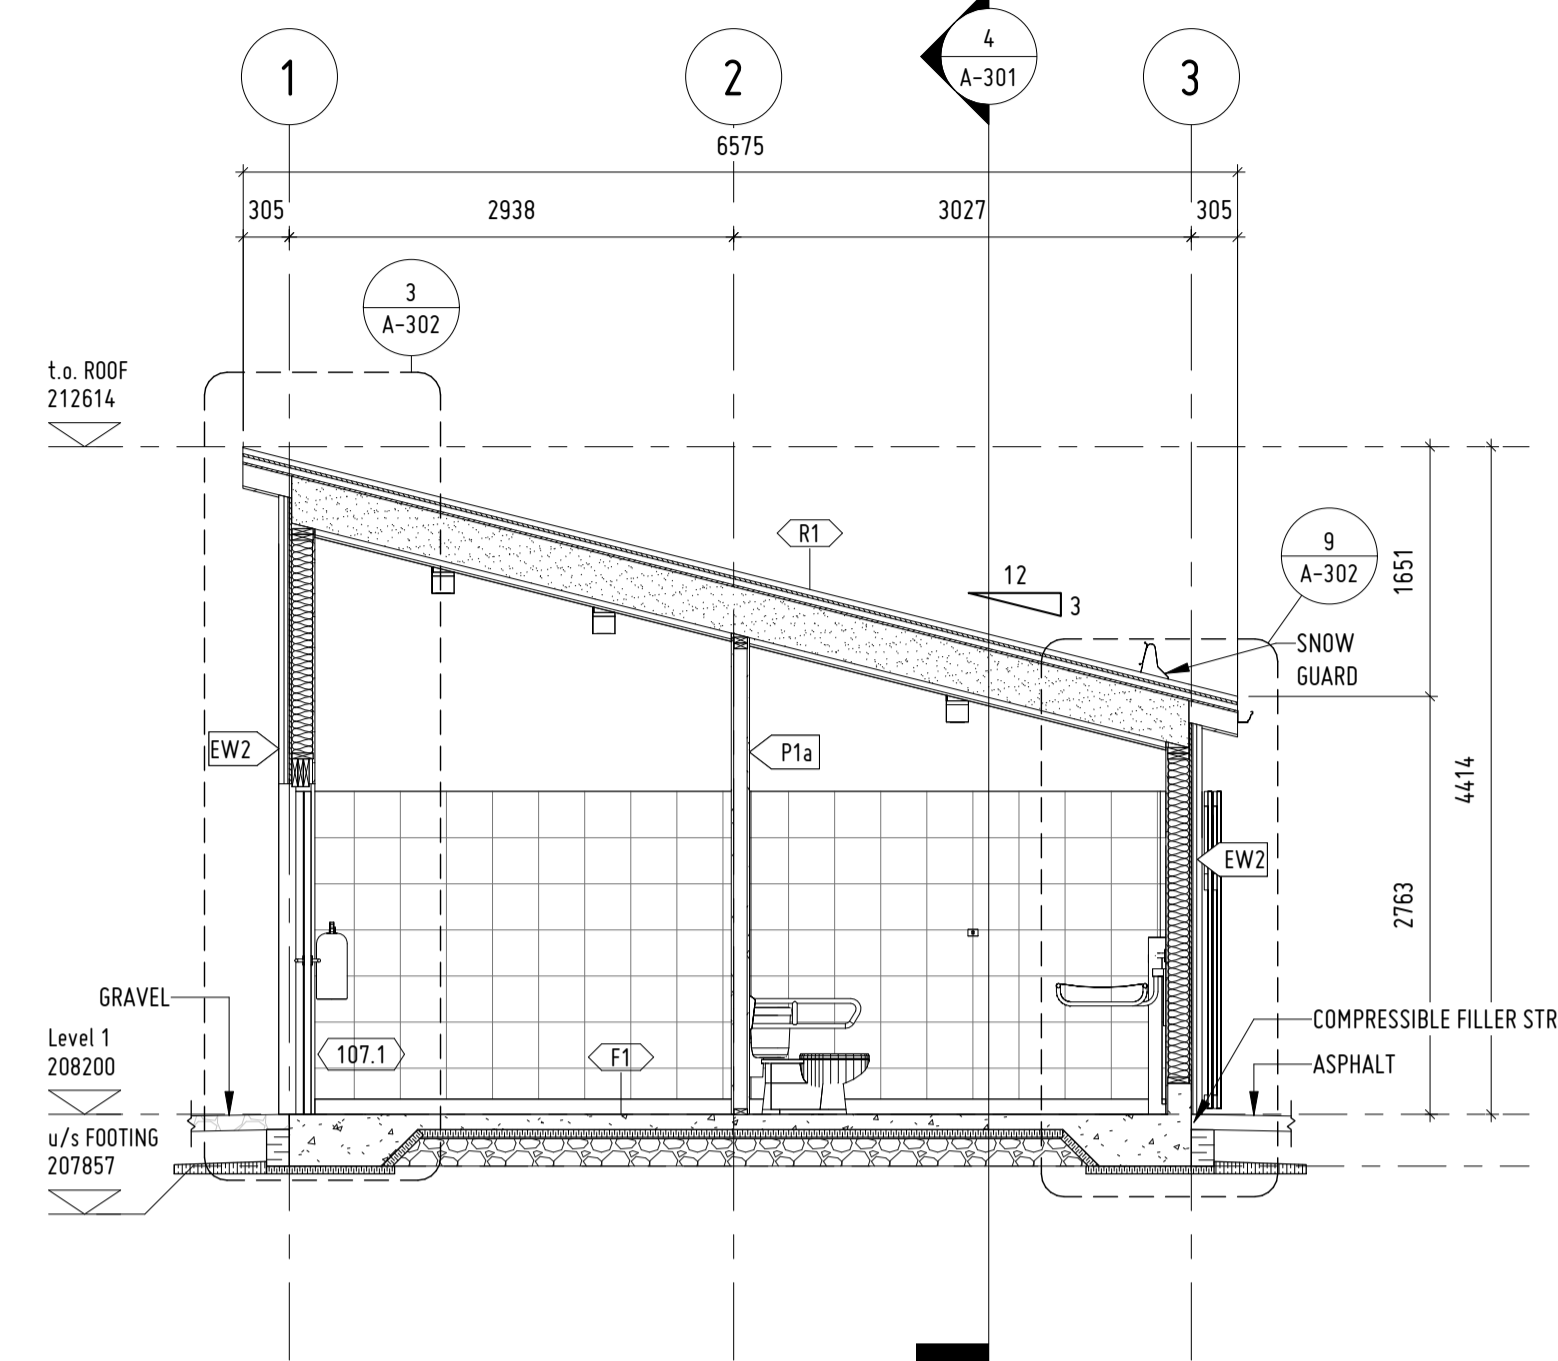 4
A-301
1
2
3
6575
305
2938
3027
305
3
A-302
t.o. ROOF
212614
R1
9
A-302
12
3
1651
SNOW
GUARD
EW2
P1a
4414
EW2
2763
GRAVEL
COMPRESSIBLE FILLER STR
Level 1
208200
107.1
F1
ASPHALT
u/s FOOTING
207857